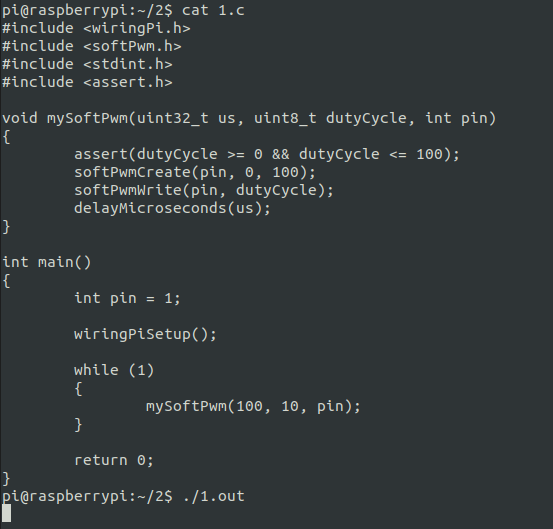 pi@raspberrypi:~/2$ cat 1.c
#include <wiringPi.h>
#include <softPwm.h>
#include <stdint.h>
#include <assert.h>
void mySoftPwm(uint32_t us, uint8_t dutyCycle, int pin)
{
assert(dutyCycle >= 0 && dutyCycle <= 100);
softPwmCreate(pin, 0, 100);
softPwmWrite(pin, dutyCycle);
delayMicroseconds(us);
}
int main()
{
int pin = 1;
wiringPiSetup();
while (1)
{
mySoftPwm(100, 10, pin);
}
return 0;
}
pi@raspberrypi:~/2$ ./1.out